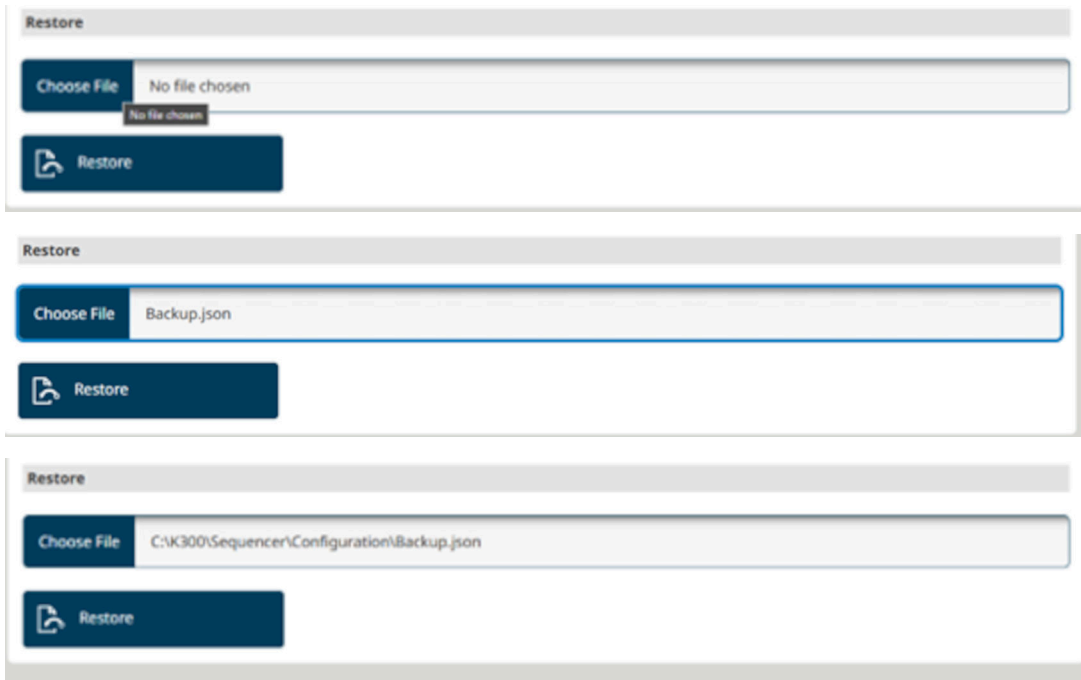 Restore
Choose File No file chosen
No file chosen
Restore
Restore
Choose File Backup.json
Restore
Restore
Choose File C:\K300\Sequencer\Configuration\Backup.json
Restore